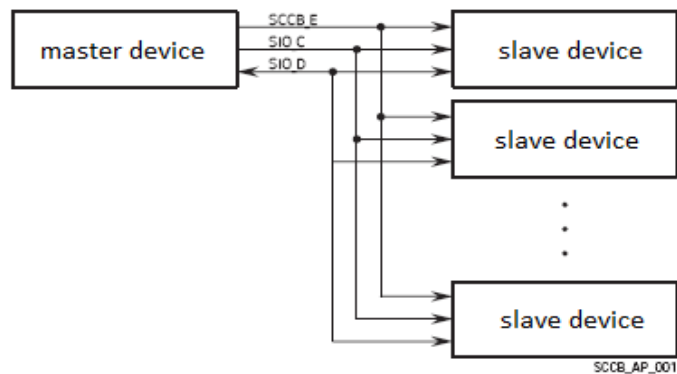 SCCB_E
master device
SIO_C
SIO_D
slave device
slave device
slave device
SCCB_AP_001